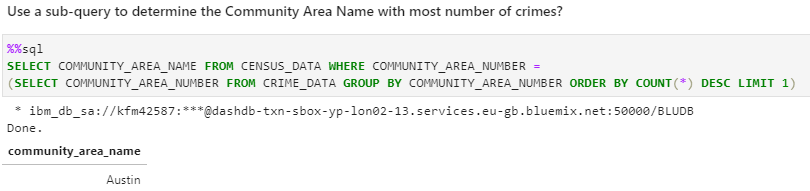 Use a sub-query to determine the Community Area Name with most number of crimes?
%%sql
SELECT COMMUNITY_AREA_NAME FROM CENSUS_DATA WHERE COMMUNITY_AREA_NUMBER =
(SELECT COMMUNITY_AREA_NUMBER FROM CRIME_DATA GROUP BY COMMUNITY_AREA_NUMBER ORDER BY COUNT(*) DESC LIMIT 1)
* ibm_db_sa://kfm42587:***@dashdb-txn-sbox-yp-lon02-13.services.eu-gb.bluemix.net:50000/BLUDB
Done.
community_area_name
Austin